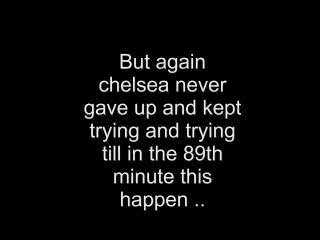 But again
chelsea never
gave up and kept
trying and trying
till in the 89th
minute this
happen ..